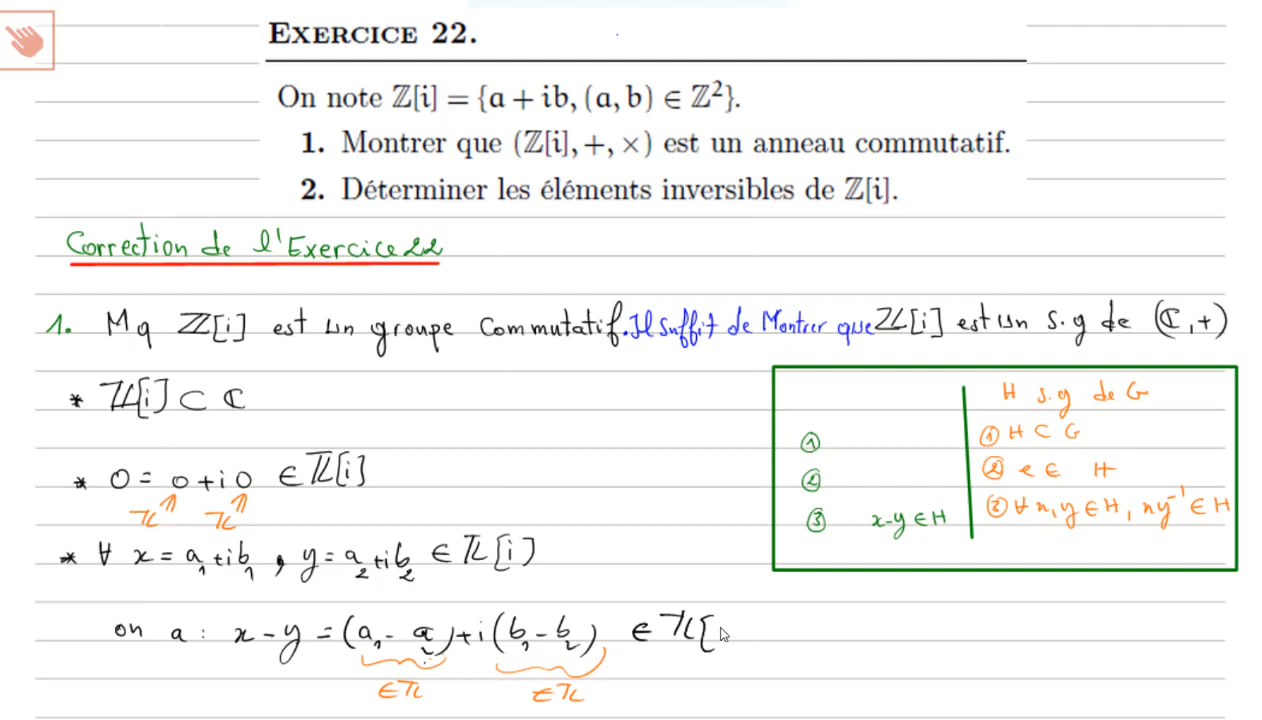 EXERCICE 22.
On note ℤ[i] = {a + ib, (a, b) ∈ ℤ²}.
1. Montrer que (ℤ[i], +, ×) est un anneau commutatif.
2. Déterminer les éléments inversibles de ℤ[i].
Correction de l'Exercice 22
1. Mq ℤ[i] est un groupe commutatif. Il suffit de Montrer que ℤ[i] est un s.g de (ℂ,+)
* ℤ[i] ⊂ ℂ
* 0 = 0 + i 0 ∈ ℤ[i]
ℤ ℤ
* ∀ x = a₁+ib₁ , y = a₂+ib₂ ∈ ℤ[i]
on a : x - y = (a₁ - a₂) + i(b₁ - b₂) ∈ ℤ[
∈ℤ ∈ℤ
①
②
③ x-y ∈ H
H s.g de G
① H ⊂ G
② e ∈ H
③ ∀ x, y ∈ H, xy⁻¹ ∈ H